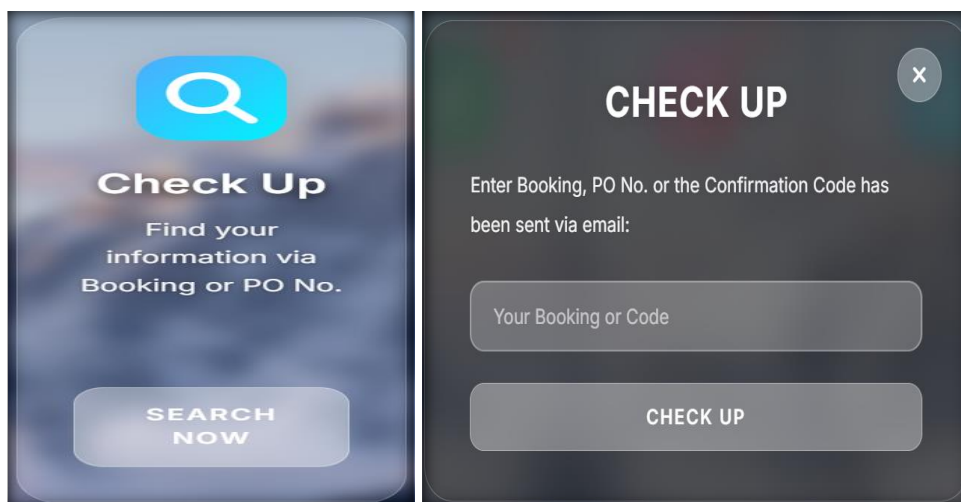 Check Up
Find your
information via
Booking or PO No.
SEARCH
NOW
CHECK UP
Enter Booking, PO No. or the Confirmation Code has
been sent via email:
Your Booking or Code
CHECK UP